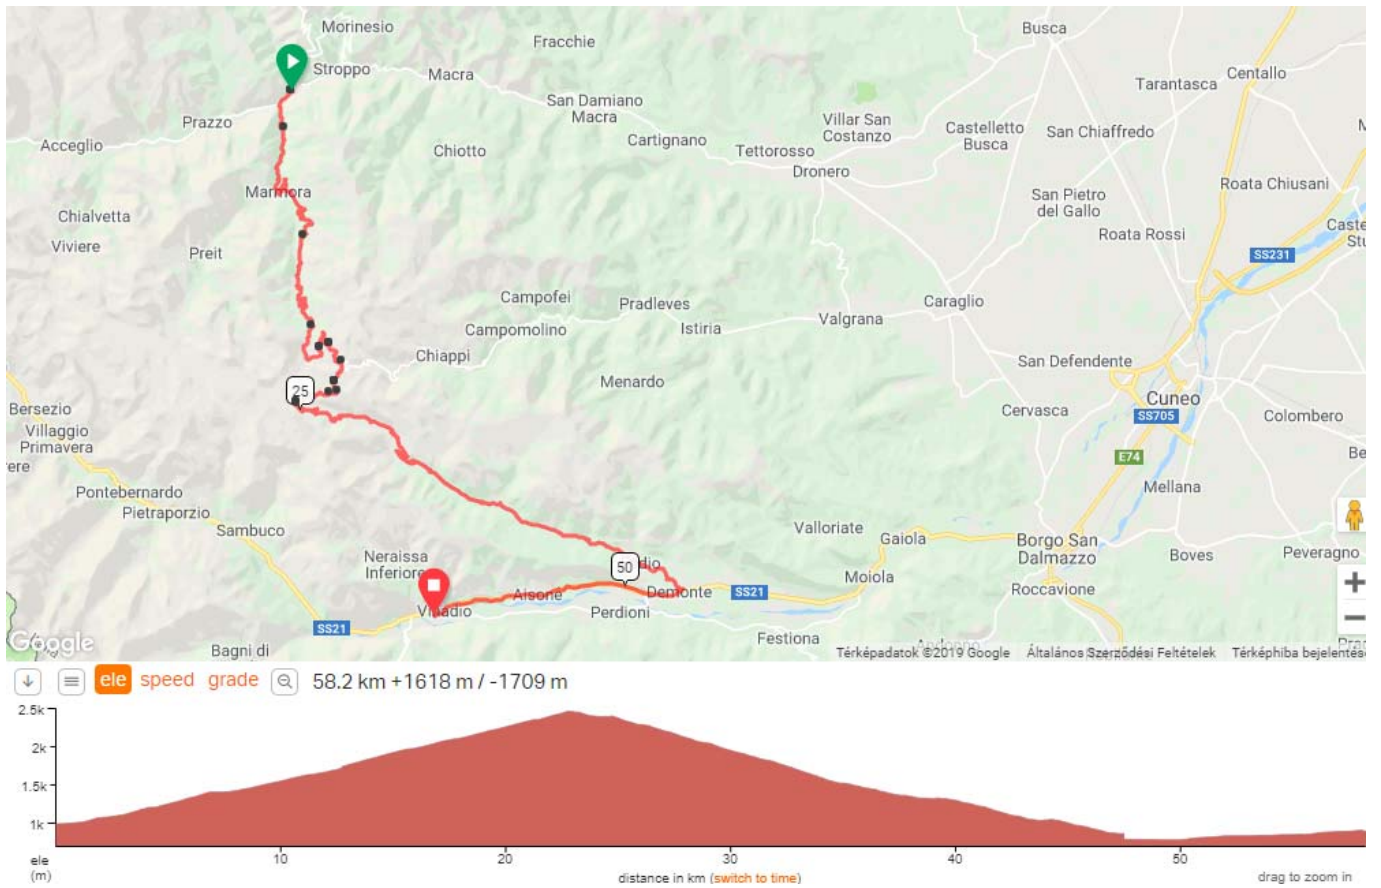 Morinesio
Busca
Fracchie
Stroppo
Macra
Centallo
Tarantasca
San Damiano
Macra
Prazzo
Villar San
Costanzo
Castelletto
Busca
San Chiaffredo
Acceglio
Cartignano
Chiotto
Tettorosso
Dronero
Marmora
San Pietro
del Gallo
Roata Chiusani
Chialvetta
Viviere
Preit
Roata Rossi
SS231
Campofei
Pradleves
Caraglio
Campomolino
Istiria
Valgrana
Chiappi
San Defendente
Menardo
25
Cuneo
Bersezio
Cervasca
SS705
Colombero
Villaggio
Primavera
E74
Pontebernardo
Mellana
Pietraporzio
Sambuco
Valloriate
Gaiola
Borgo San
Dalmazzo
Boves
Peveragno
Neraissa
Inferiore
50
dio
Moiola
Aisone
Demonte
SS21
Roccavione
Vinadio
Perdioni
SS21
Festiona
Google
Bagni di
Térképadatok ©2019 Google
Általános Szerződési Feltételek
Térképhiba bejelentése
ele speed grade 58.2 km +1618 m / -1709 m
2.5k
2k
1.5k
1k
ele
(m)
10 20 30 40 50
distance in km (switch to time)
drag to zoom in